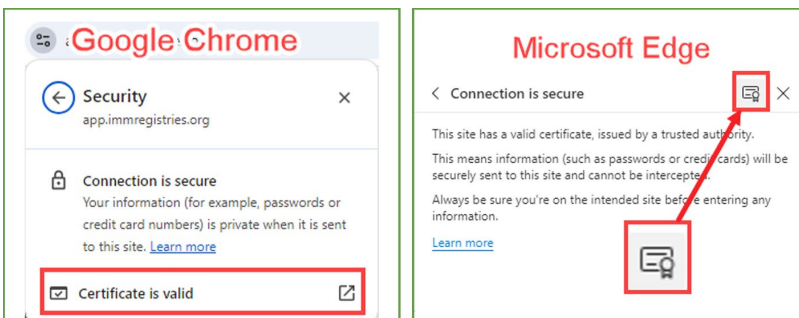 Google Chrome
Security
app.immregistries.org
Connection is secure
Your information (for example, passwords or
credit card numbers) is private when it is sent
to this site. Learn more
Certificate is valid
Microsoft Edge
Connection is secure
This site has a valid certificate, issued by a trusted authority.
This means information (such as passwords or credit cards) will be
securely sent to this site and cannot be intercepted.
Always be sure you're on the intended site before entering any
information.
Learn more